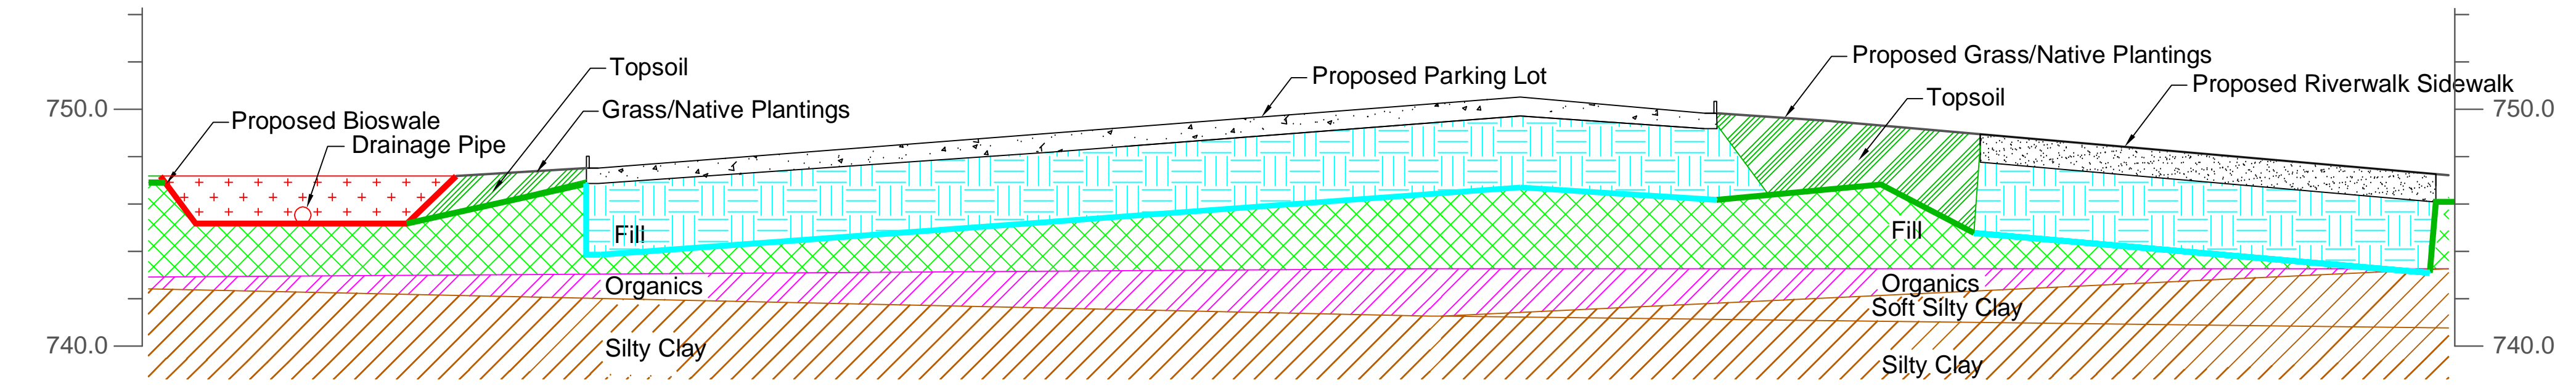 Proposed Grass/Native Plantings
Topsoil
Proposed Parking Lot
Proposed Riverwalk Sidewalk
Topsoil
750.0
Grass/Native Plantings
750.0
Proposed Bioswale
Drainage Pipe
Fill
Fill
Organics
Organics
Soft Silty Clay
740.0
Silty Clay
740.0
Silty Clay